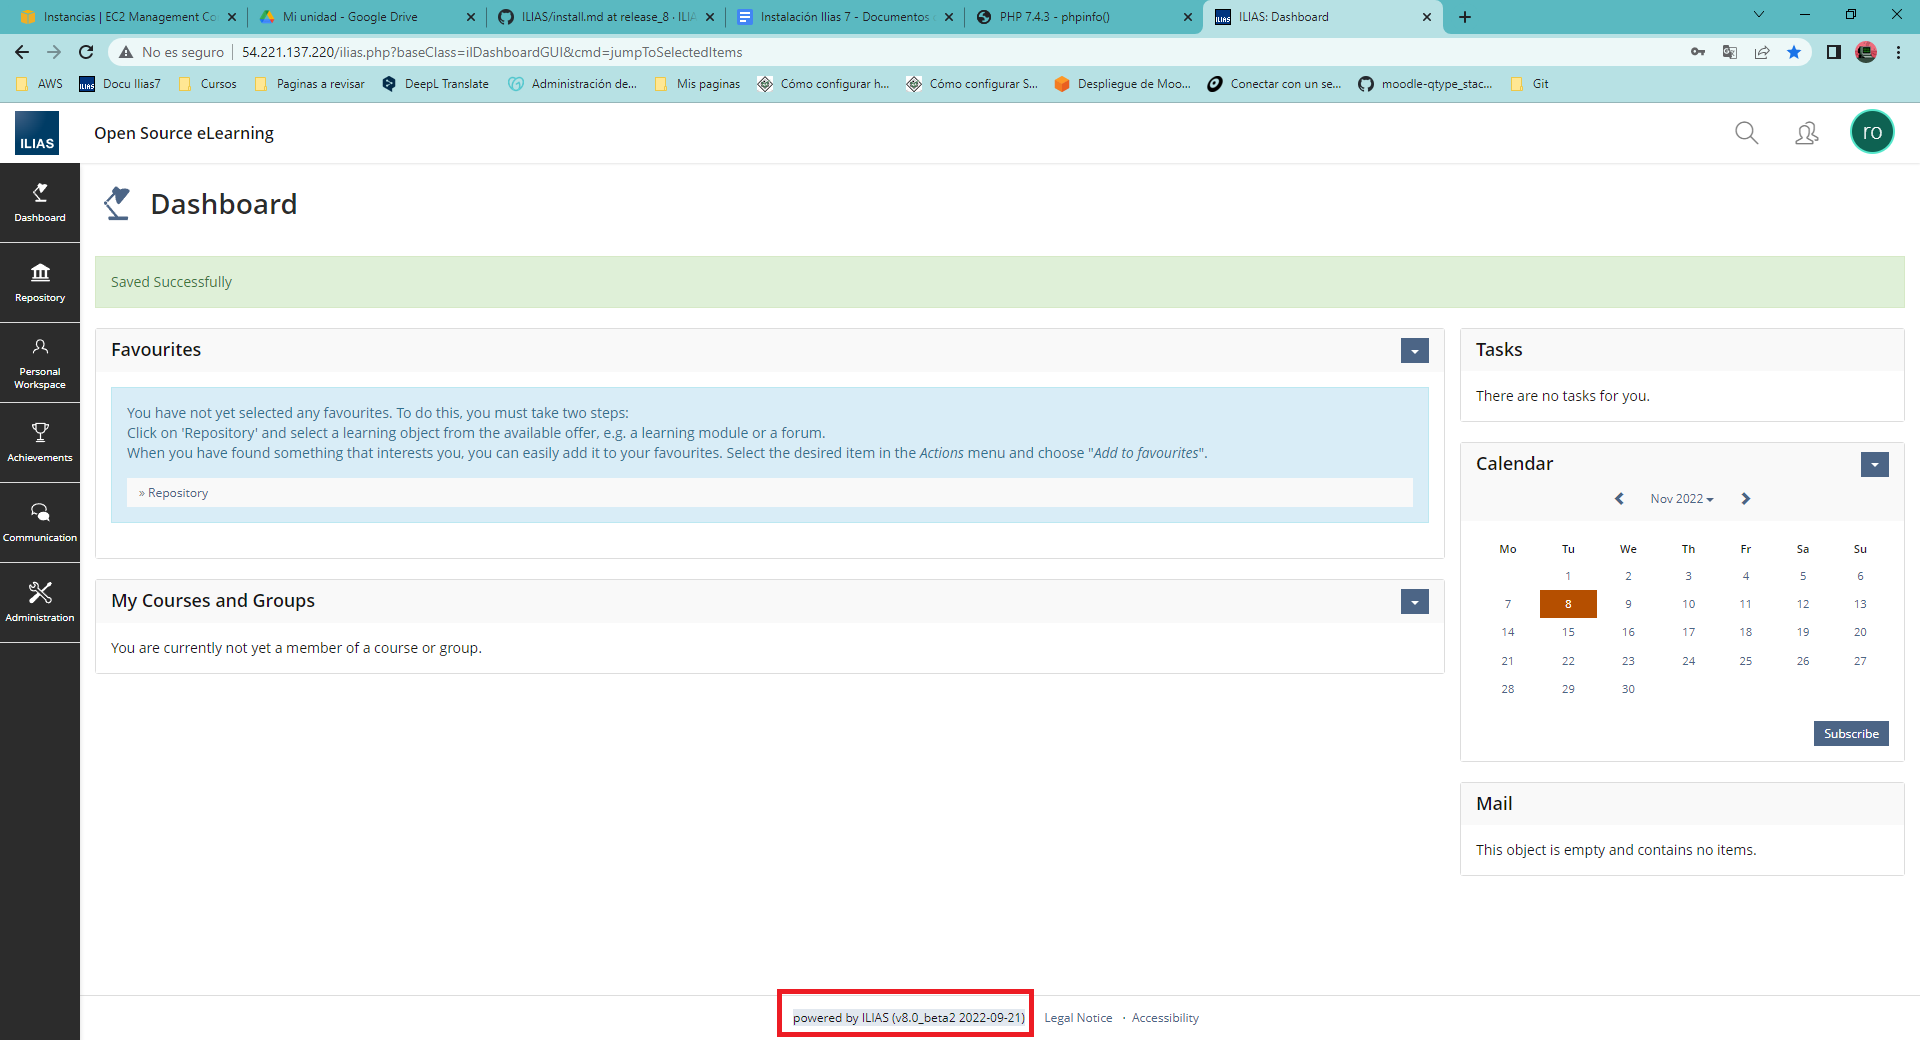 Instancias | EC2 Management Co
Mi unidad - Google Drive
ILIAS/install.md at release_8 · ILIA
Instalación Ilias 7 - Documentos
PHP 7.4.3 - phpinfo()
ILIAS: Dashboard
No es seguro
54.221.137.220/ilias.php?baseClass=ilDashboardGUI&cmd=jumpToSelectedItems
AWS
Docu Ilias7
Cursos
Paginas a revisar
DeepL Translate
Administración de...
Mis paginas
Cómo configurar h...
Cómo configurar S...
Despliegue de Moo...
Conectar con un se...
moodle-qtype_stac...
Git
ILIAS
Open Source eLearning
ro
Dashboard
Repository
Personal
Workspace
Achievements
Communication
Administration
Dashboard
Saved Successfully
Favourites
You have not yet selected any favourites. To do this, you must take two steps:
Click on 'Repository' and select a learning object from the available offer, e.g. a learning module or a forum.
When you have found something that interests you, you can easily add it to your favourites. Select the desired item in the Actions menu and choose "Add to favourites".
» Repository
My Courses and Groups
You are currently not yet a member of a course or group.
Tasks
There are no tasks for you.
Calendar
Nov 2022
Mo Tu We Th Fr Sa Su
1 2 3 4 5 6
7 8 9 10 11 12 13
14 15 16 17 18 19 20
21 22 23 24 25 26 27
28 29 30
Subscribe
Mail
This object is empty and contains no items.
powered by ILIAS (v8.0_beta2 2022-09-21)
Legal Notice · Accessibility